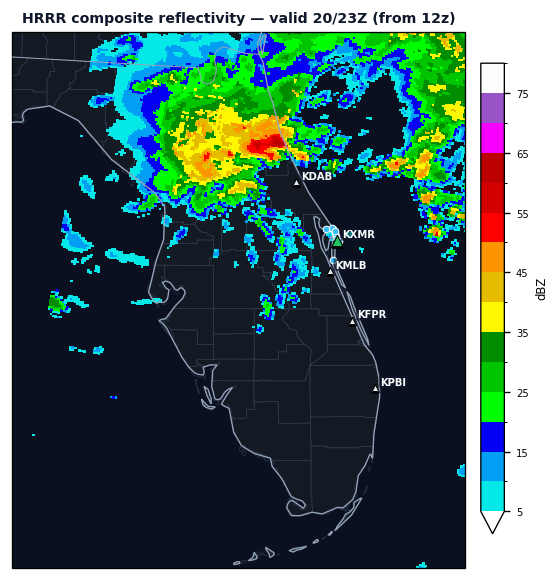 HRRR composite reflectivity — valid 20/23Z (from 12z)
KDAB
KXMR
KMLB
KFPR
KPBI
75
65
55
45
35
25
15
5
dBZ